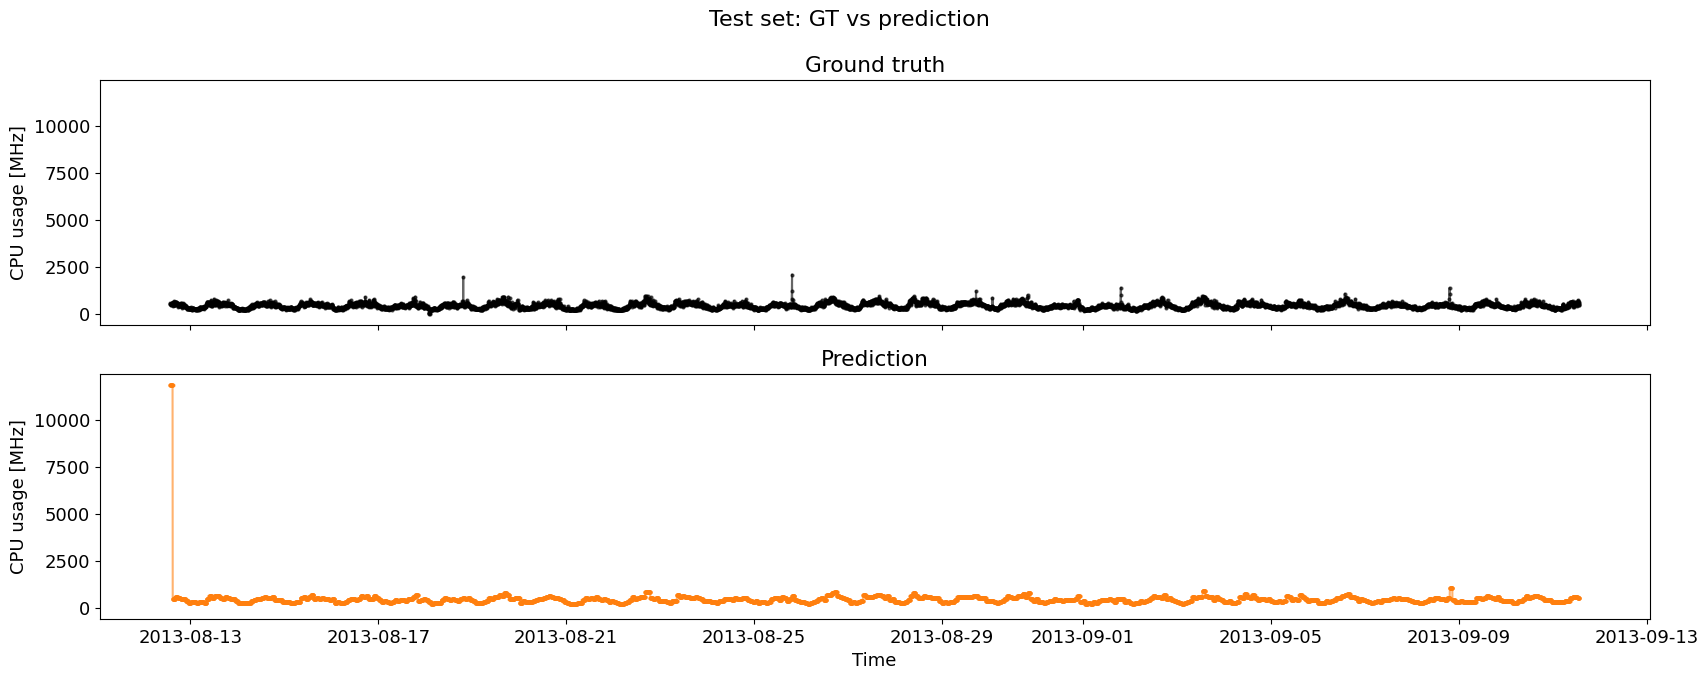 Test set: GT vs prediction
Ground truth
CPU usage [MHz]
10000
7500
5000
2500
0
Prediction
CPU usage [MHz]
10000
7500
5000
2500
0
2013-08-13 2013-08-17 2013-08-21 2013-08-25 2013-08-29 2013-09-01 2013-09-05 2013-09-09 2013-09-13
Time